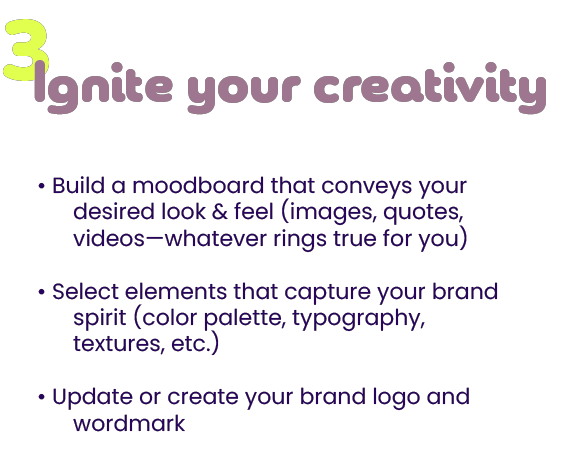 3
Ignite your creativity
• Build a moodboard that conveys your
desired look & feel (images, quotes,
videos—whatever rings true for you)
• Select elements that capture your brand
spirit (color palette, typography,
textures, etc.)
• Update or create your brand logo and
wordmark